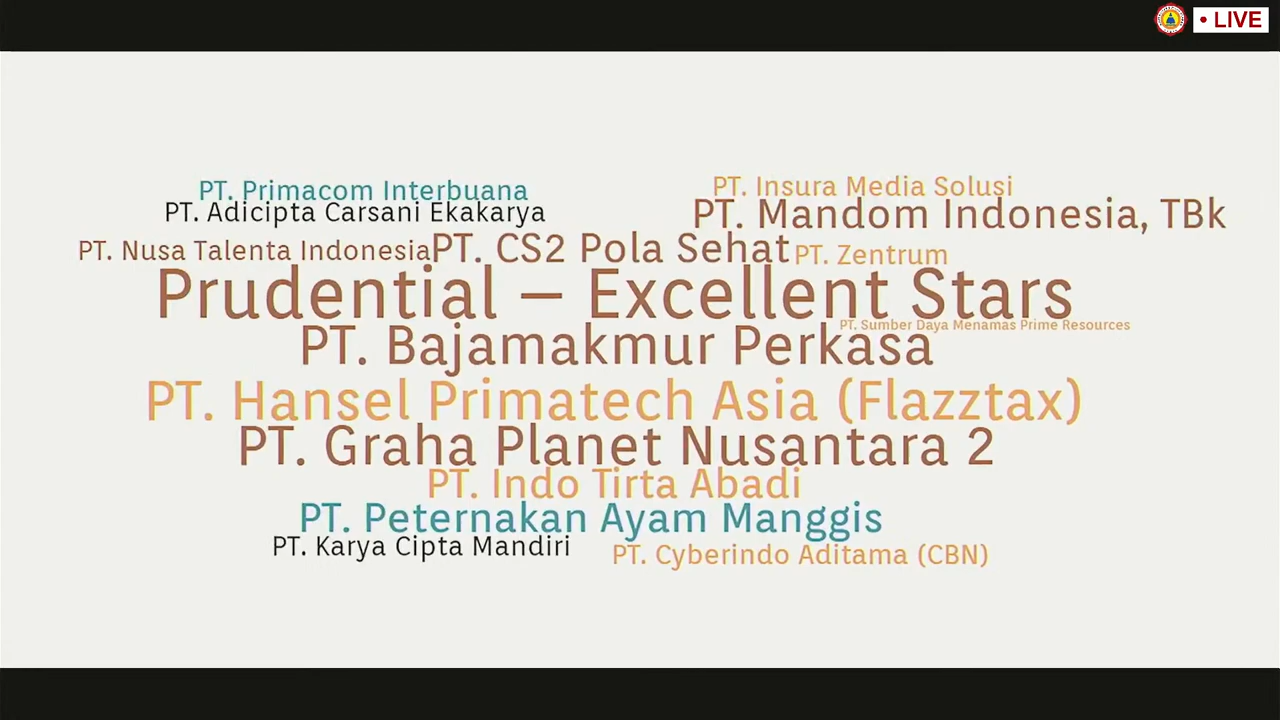 • LIVE
PT. Primacom Interbuana
PT. Insura Media Solusi
PT. Adicipta Carsani Ekakarya
PT. Mandom Indonesia, TBk
PT. Nusa Talenta Indonesia
PT. CS2 Pola Sehat
PT. Zentrum
Prudential – Excellent Stars
PT. Sumber Daya Menamas Prime Resources
PT. Bajamakmur Perkasa
PT. Hansel Primatech Asia (Flazztax)
PT. Graha Planet Nusantara 2
PT. Indo Tirta Abadi
PT. Peternakan Ayam Manggis
PT. Karya Cipta Mandiri
PT. Cyberindo Aditama (CBN)